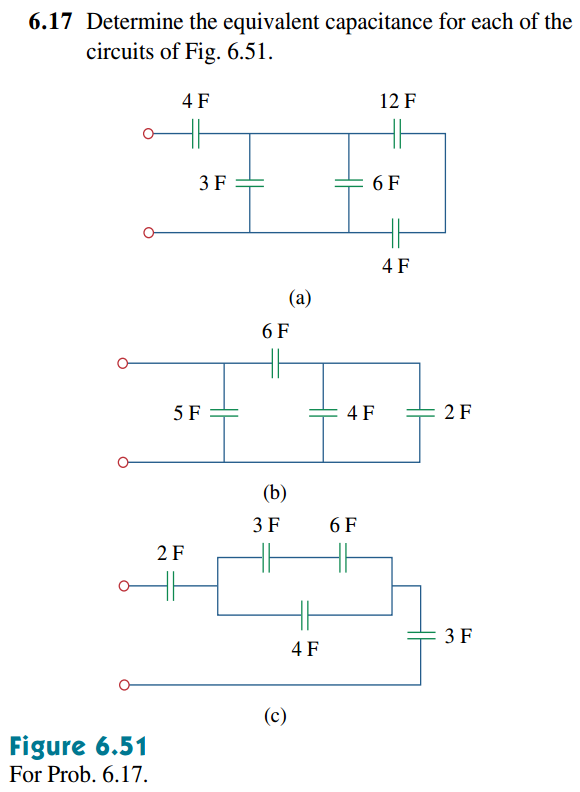 6.17 Determine the equivalent capacitance for each of the
circuits of Fig. 6.51.
4 F
12 F
3 F
6 F
4 F
(a)
6 F
5 F
4 F
2 F
(b)
3 F
6 F
2 F
4 F
3 F
(c)
Figure 6.51
For Prob. 6.17.